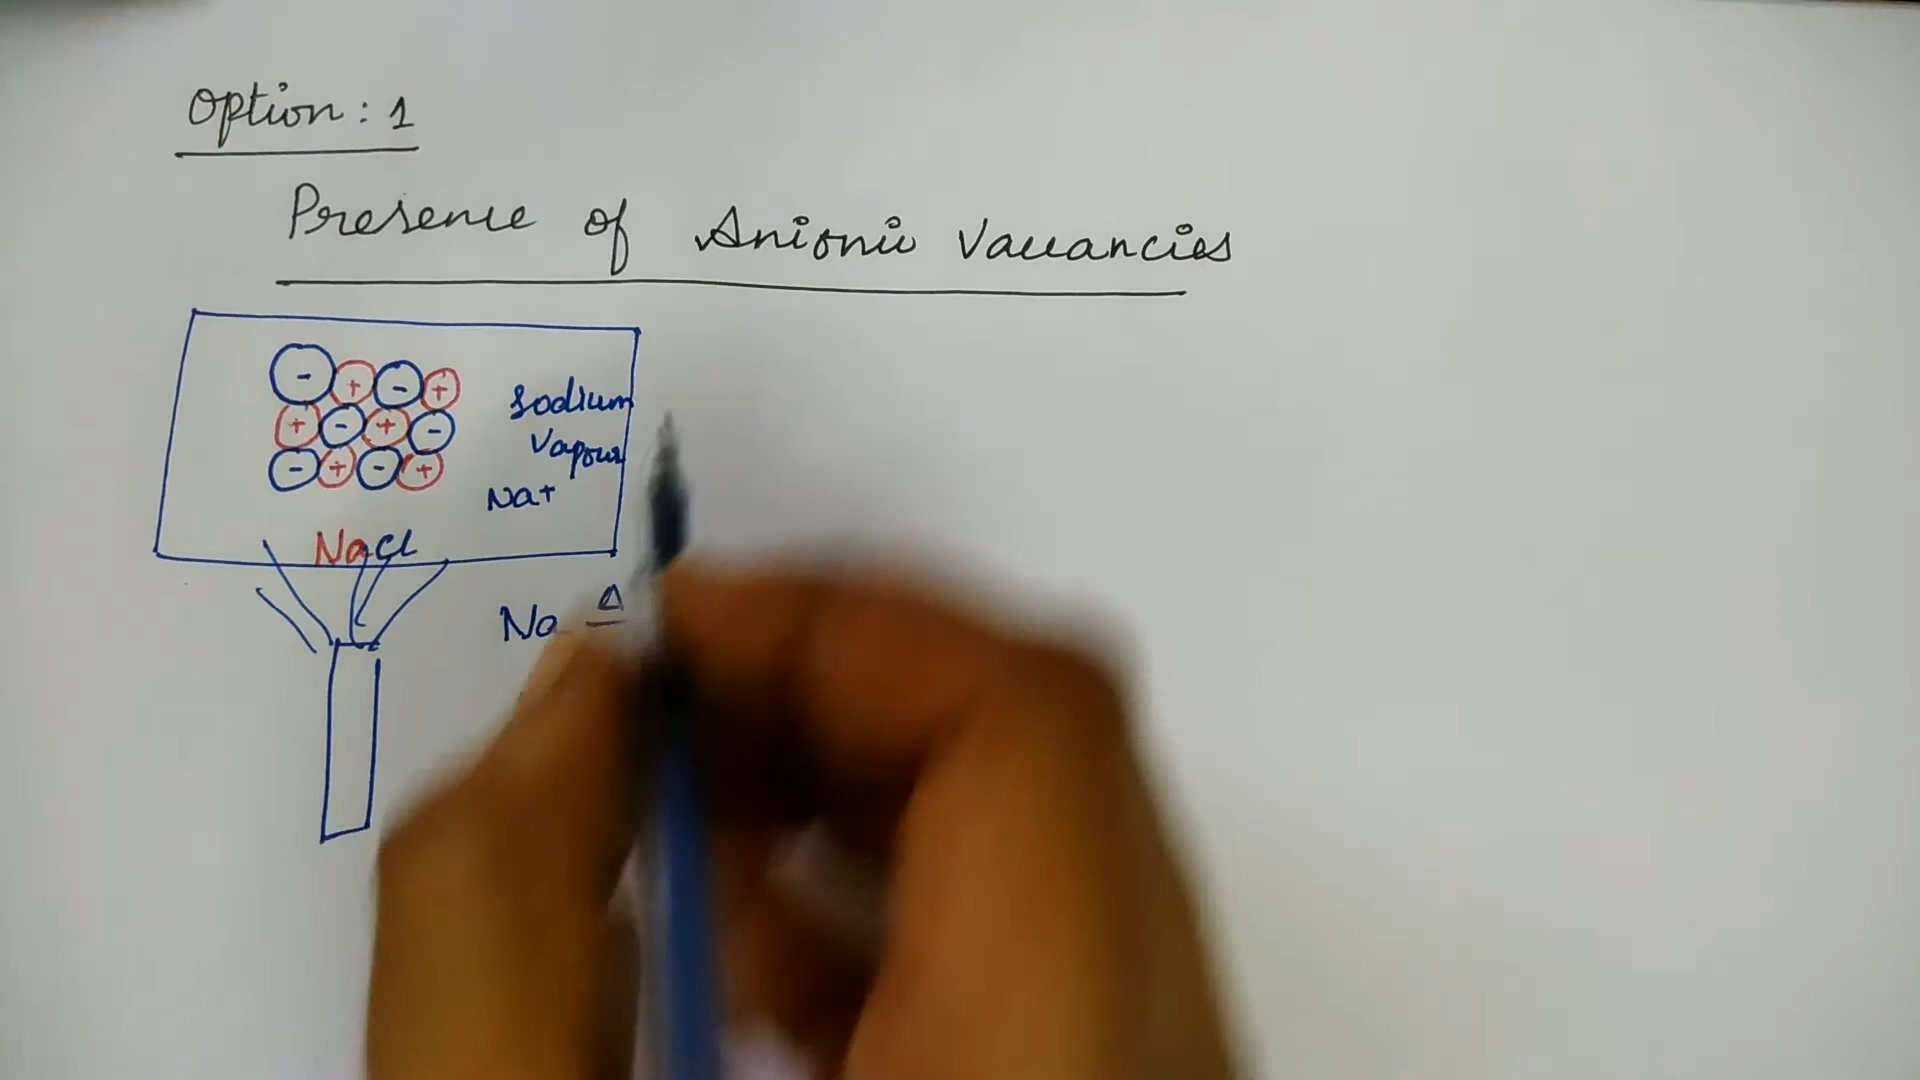 Option : 1
Presence of Anionic Vacancies
- + - +
+ - + -
- + - +
Sodium
Vapour
Na+
NaCl
Na Δ